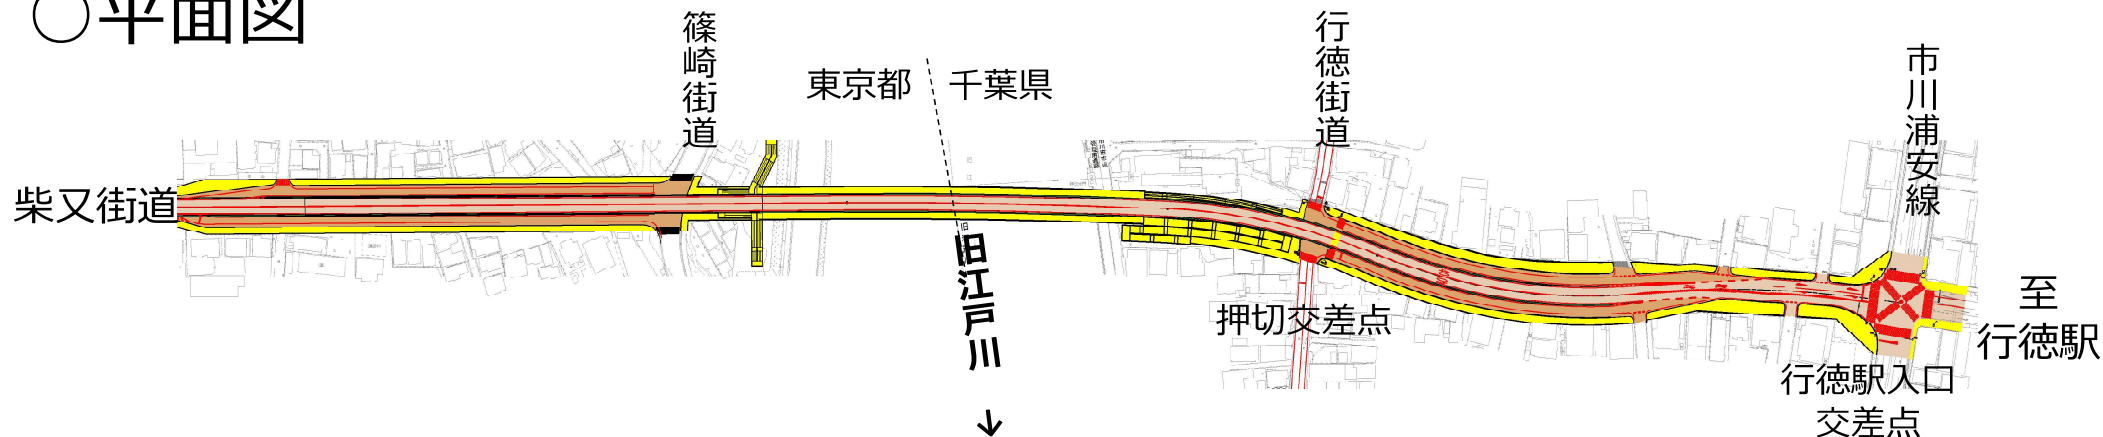 ○平面図
篠崎街道
東京都
千葉県
行徳街道
市川浦安線
柴又街道
旧江戸川
↓
押切交差点
至
行徳駅
行徳駅入口
交差点